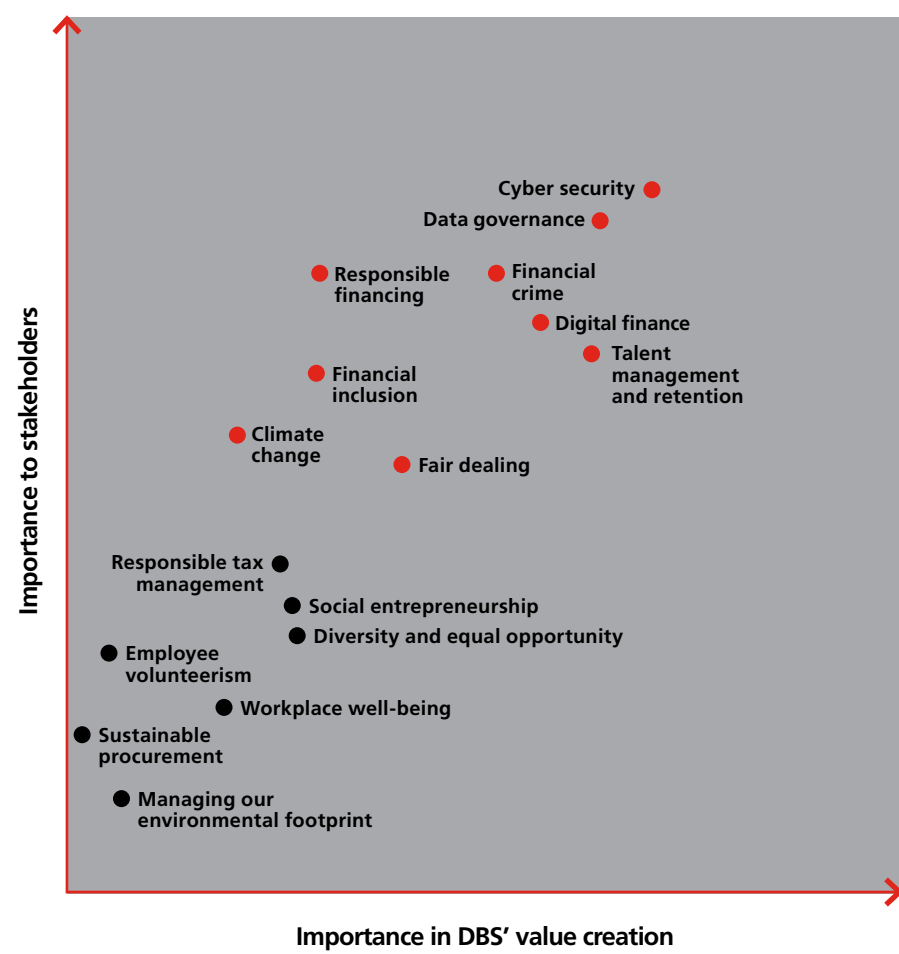 Cyber security
Data governance
Responsible
financing
Financial
crime
Digital finance
Talent
management
and retention
Financial
inclusion
Climate
change
Fair dealing
Responsible tax
management
Social entrepreneurship
Diversity and equal opportunity
Employee
volunteerism
Workplace well-being
Sustainable
procurement
Managing our
environmental footprint
Importance to stakeholders
Importance in DBS’ value creation